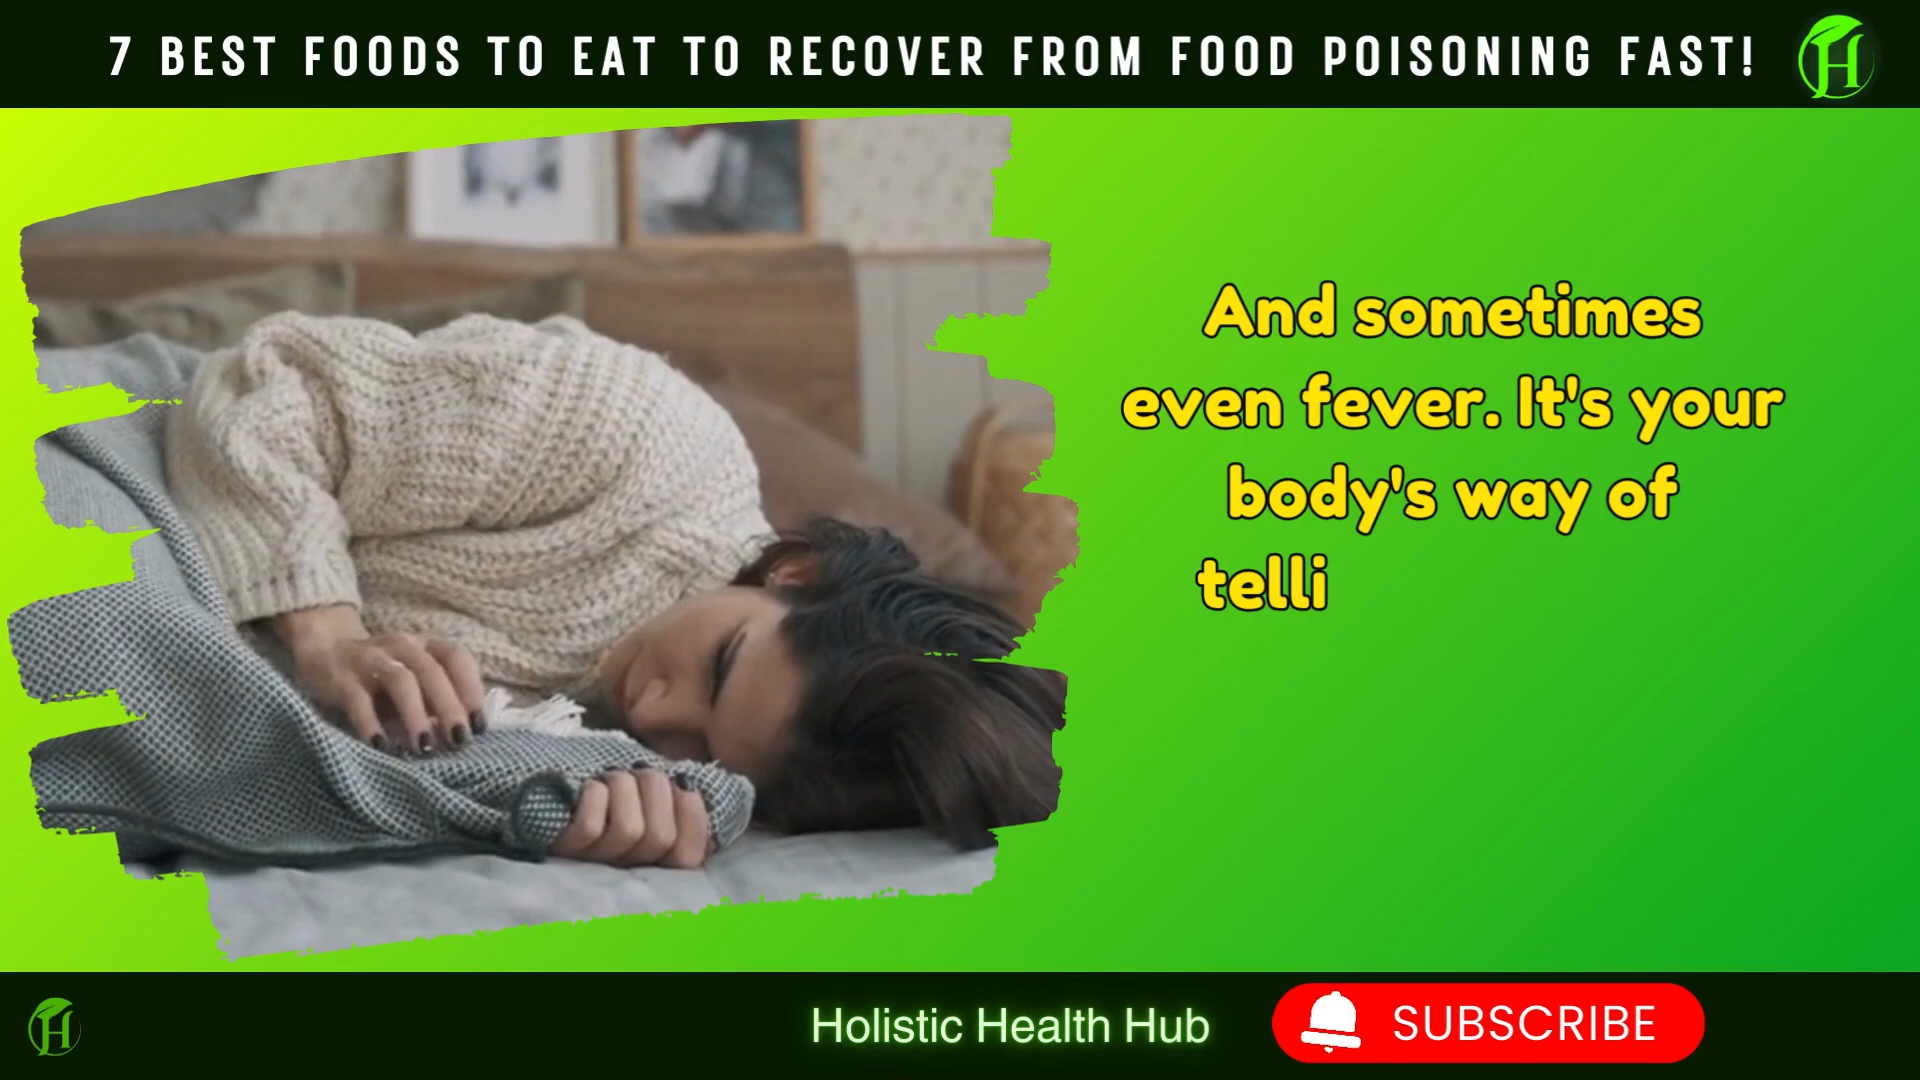 7 BEST FOODS TO EAT TO RECOVER FROM FOOD POISONING FAST!
And sometimes
even fever. It's your
body's way of
telli
Holistic Health Hub
SUBSCRIBE